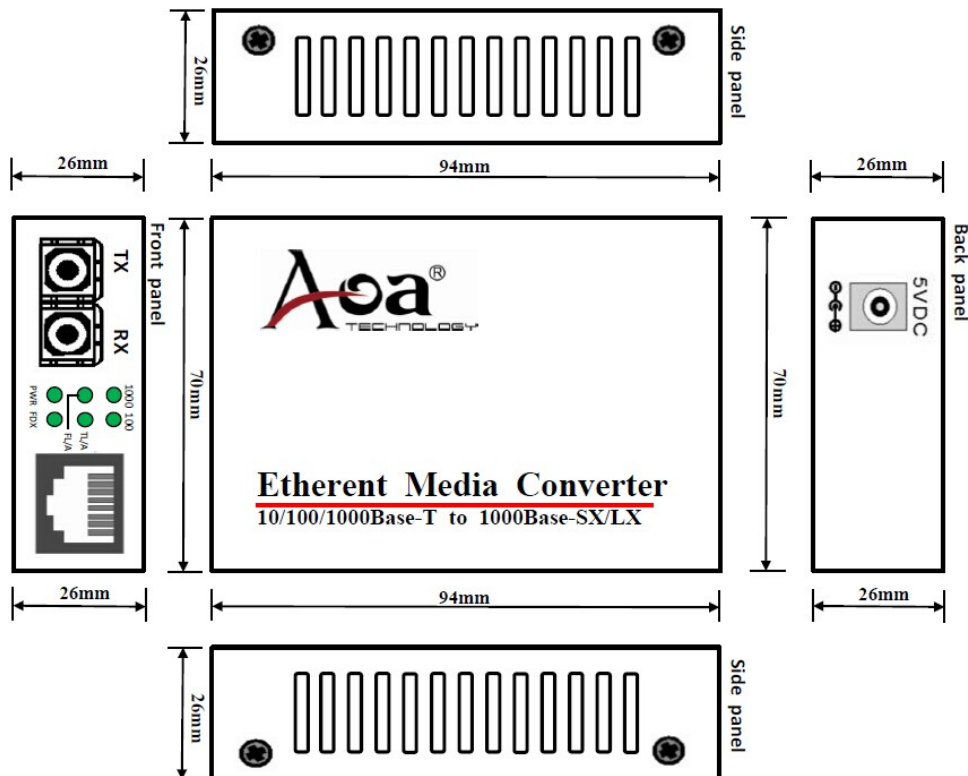 26mm
Side panel
26mm
94mm
26mm
Front panel
TX
RX
PWR
FDX
FL/A
TL/A
1000
100
70mm
Aoa®
TECHNOLOGY
Etherent Media Converter
10/100/1000Base-T to 1000Base-SX/LX
70mm
5VDC
Back panel
26mm
94mm
26mm
26mm
Side panel